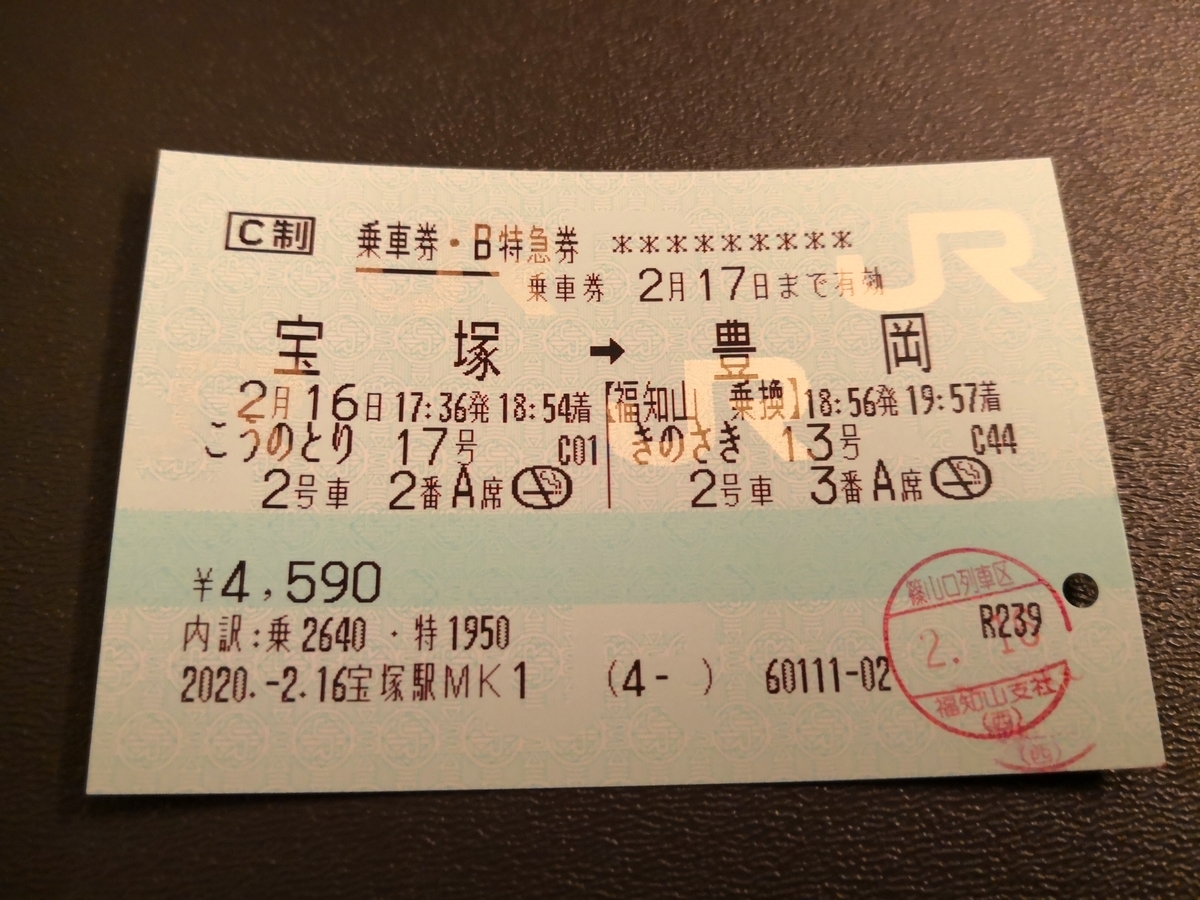 C制 乗車券・B特急券 *********
乗車券 2月17日まで有効
宝塚 ➡ 豊岡
2月16日 17:36発 18:54着【福知山 乗換】18:56発 19:57着
こうのとり 17号 C01 きのさき 13号 C44
2号車 2番A席 2号車 3番A席
¥4,590
内訳:乗2640・特1950
2020.-2.16宝塚駅MK1 (4- ) 60111-02
R239
篠山口列車区
2.16
福知山支社
(西)
(西)
JR